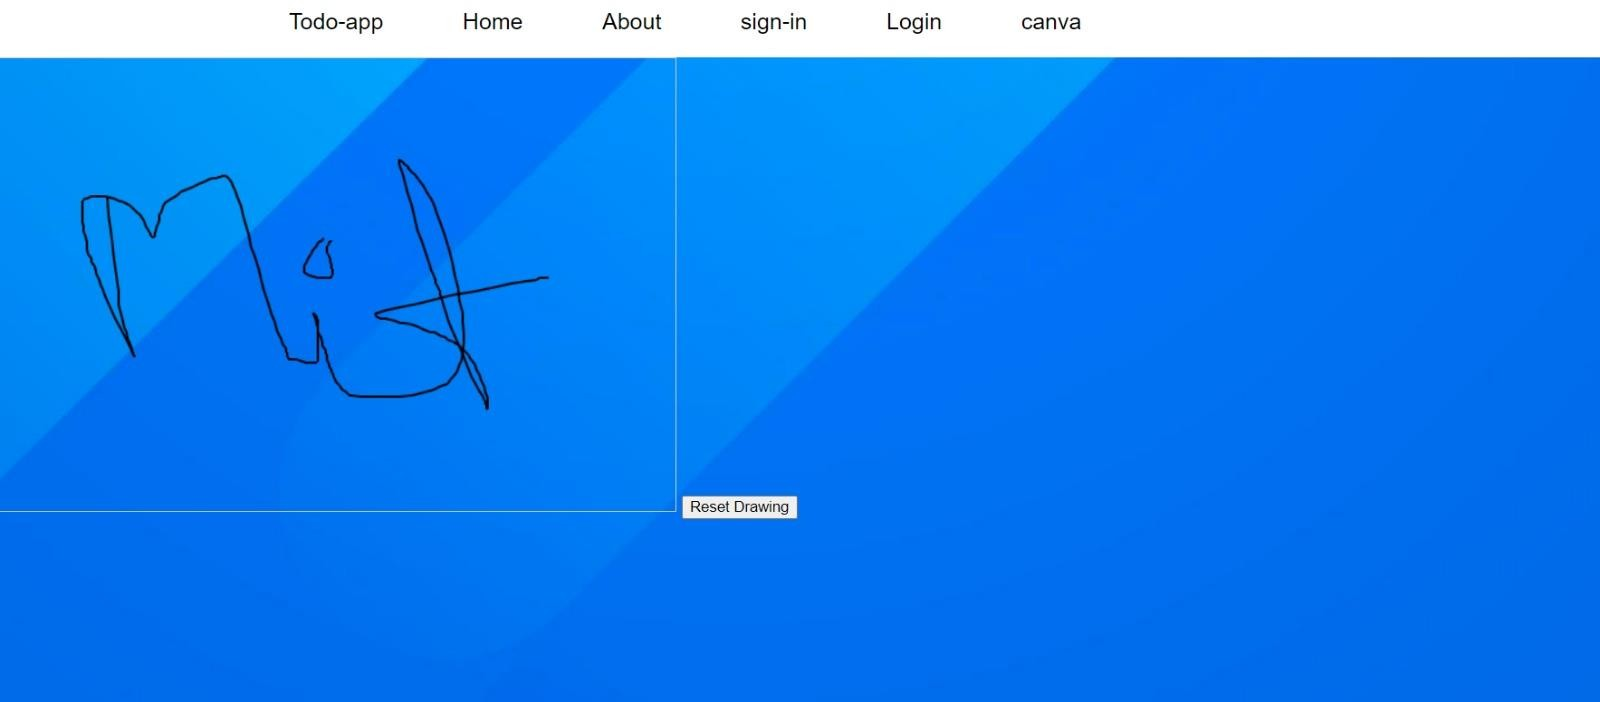 Todo-app Home About sign-in Login canva
Reset Drawing